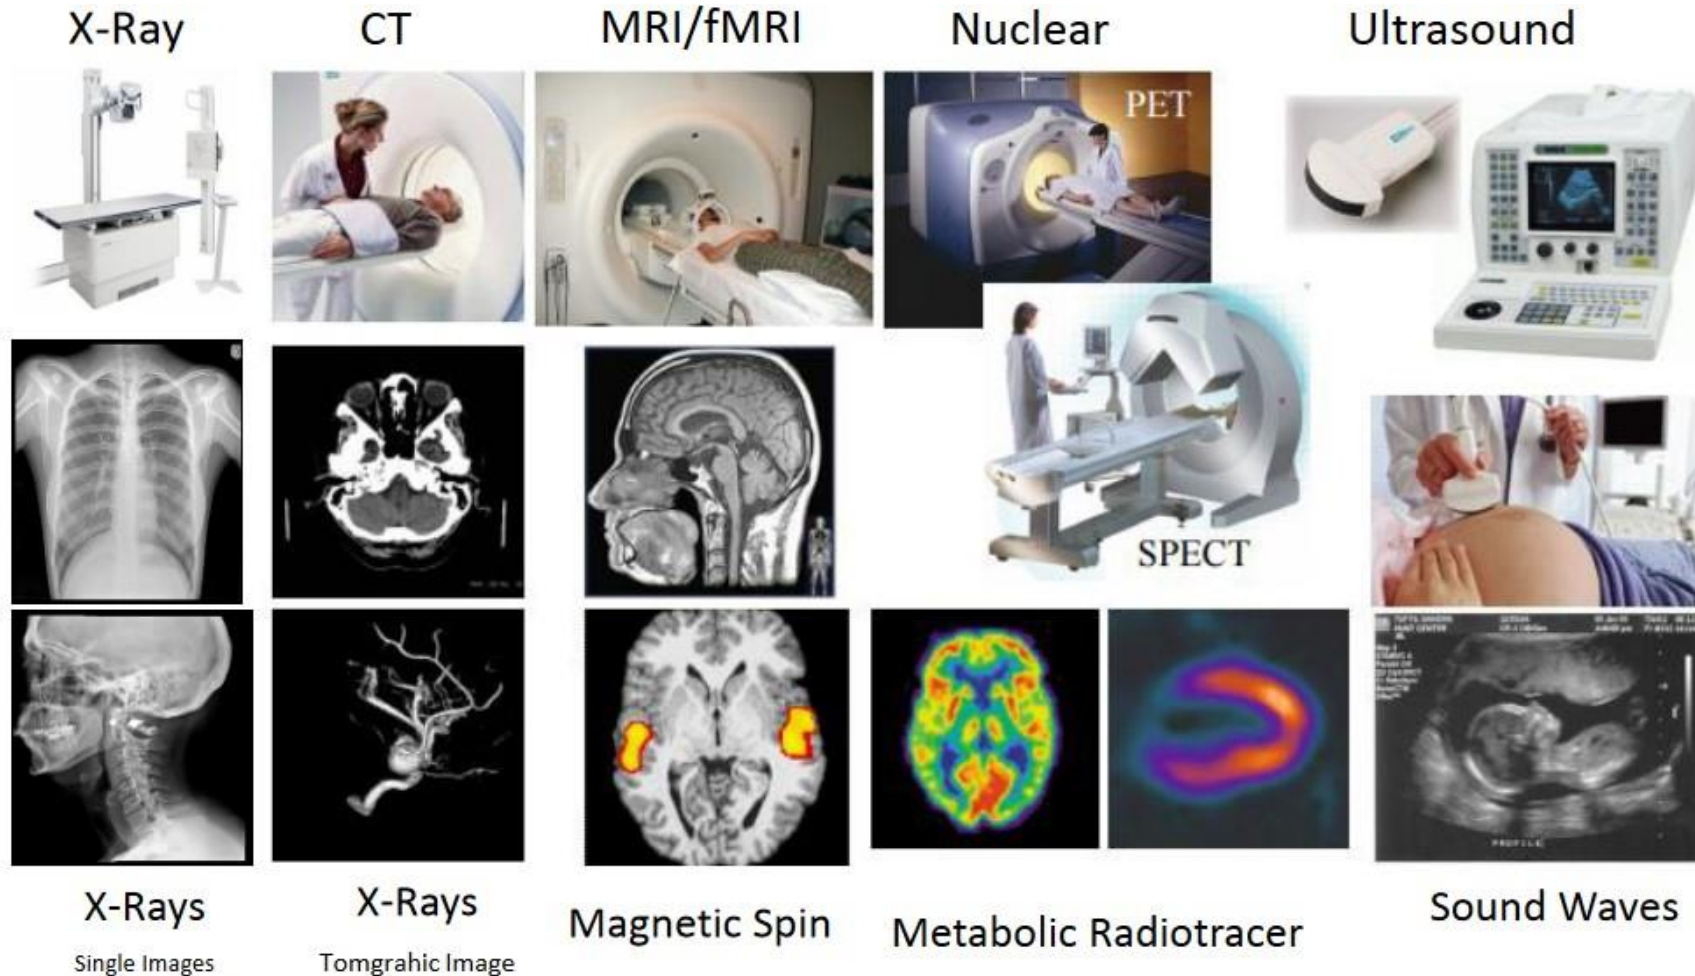 X-Ray
CT
MRI/fMRI
Nuclear
Ultrasound
PET
SPECT
PROFILE
X-Rays
Single Images
X-Rays
Tomgrahic Image
Magnetic Spin
Metabolic Radiotracer
Sound Waves